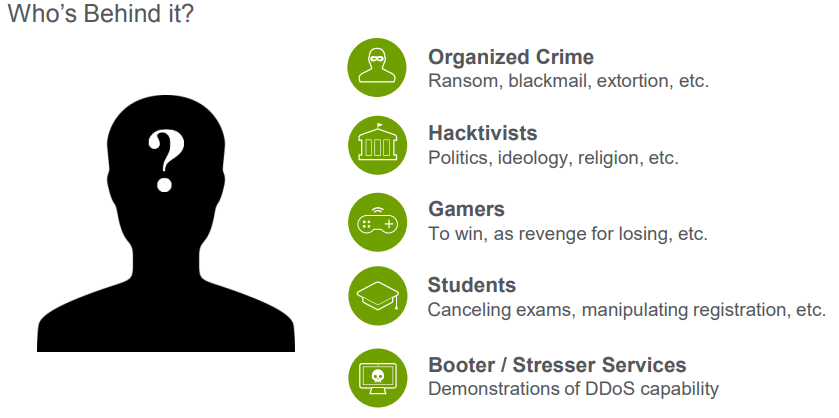 Who's Behind it?
?
Organized Crime
Ransom, blackmail, extortion, etc.
Hacktivists
Politics, ideology, religion, etc.
Gamers
To win, as revenge for losing, etc.
Students
Canceling exams, manipulating registration, etc.
Booter / Stresser Services
Demonstrations of DDoS capability